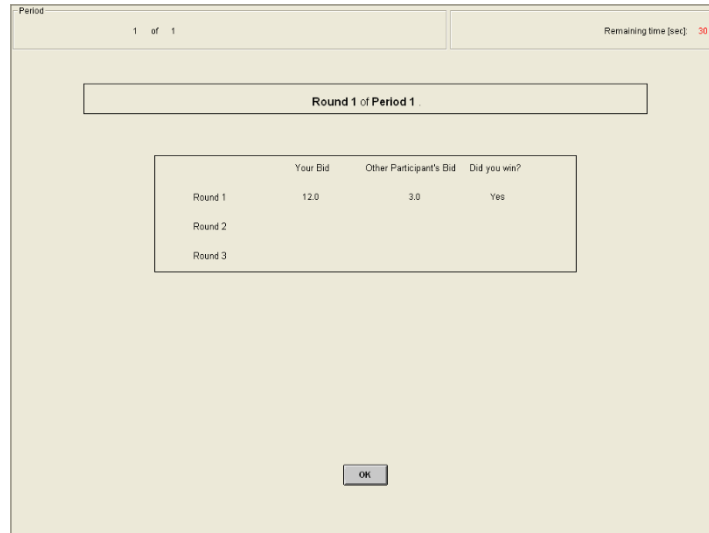 Period
1 of 1
Remaining time [sec]: 30
Round 1 of Period 1 .
Your Bid Other Participant's Bid Did you win?
Round 1 12.0 3.0 Yes
Round 2
Round 3
OK